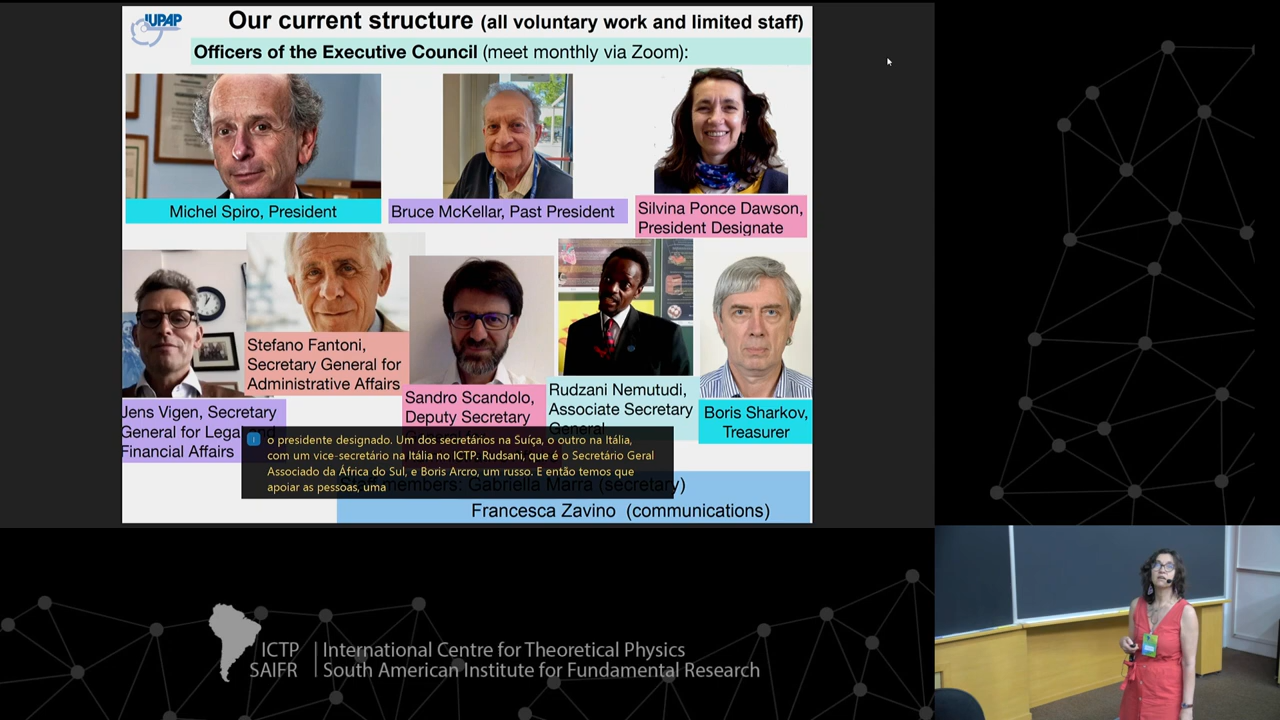 IUPAP
Our current structure (all voluntary work and limited staff)
Officers of the Executive Council (meet monthly via Zoom):
Michel Spiro, President
Bruce McKellar, Past President
Silvina Ponce Dawson,
President Designate
Stefano Fantoni,
Secretary General for
Administrative Affairs
Jens Vigen, Secretary
General for Legal and
Financial Affairs
Sandro Scandolo,
Deputy Secretary
Rudzani Nemutudi,
Associate Secretary
General
Boris Sharkov,
Treasurer
o presidente designado. Um dos secretários na Suíça, o outro na Itália,
com um vice-secretário na Itália no ICTP. Rudsani, que é o Secretário Geral
Associado da África do Sul, e Boris Arcro, um russo. E então temos que
apoiar as pessoas, uma
Staff members: Gabriella Marra (secretary)
Francesca Zavino (communications)
ICTP
SAIFR
International Centre for Theoretical Physics
South American Institute for Fundamental Research